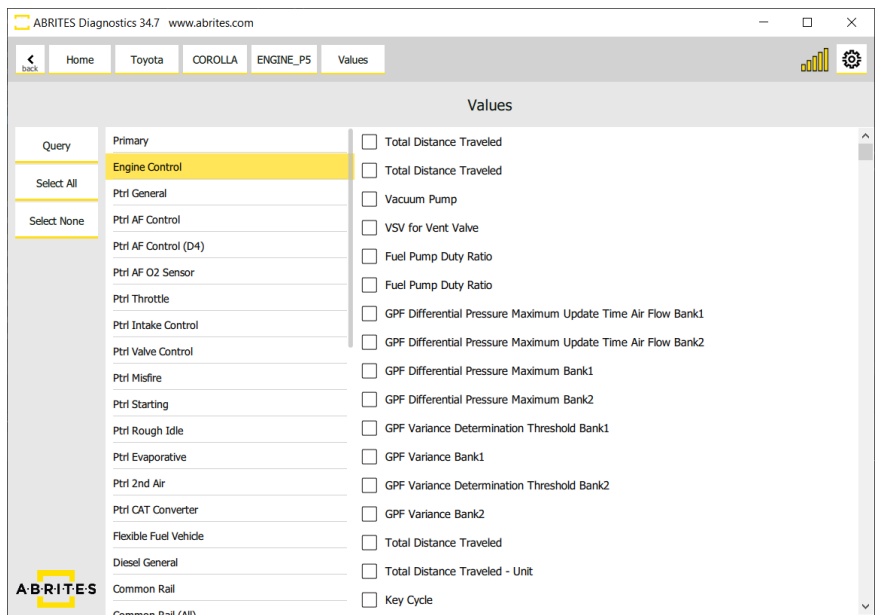 ABRITES Diagnostics 34.7 www.abrites.com
back
Home
Toyota
COROLLA
ENGINE_P5
Values
Values
Query
Select All
Select None
Primary
Engine Control
Ptrl General
Ptrl AF Control
Ptrl AF Control (D4)
Ptrl AF O2 Sensor
Ptrl Throttle
Ptrl Intake Control
Ptrl Valve Control
Ptrl Misfire
Ptrl Starting
Ptrl Rough Idle
Ptrl Evaporative
Ptrl 2nd Air
Ptrl CAT Converter
Flexible Fuel Vehicle
Diesel General
Common Rail
Common Rail (All)
Total Distance Traveled
Total Distance Traveled
Vacuum Pump
VSV for Vent Valve
Fuel Pump Duty Ratio
Fuel Pump Duty Ratio
GPF Differential Pressure Maximum Update Time Air Flow Bank1
GPF Differential Pressure Maximum Update Time Air Flow Bank2
GPF Differential Pressure Maximum Bank1
GPF Differential Pressure Maximum Bank2
GPF Variance Determination Threshold Bank1
GPF Variance Bank1
GPF Variance Determination Threshold Bank2
GPF Variance Bank2
Total Distance Traveled
Total Distance Traveled - Unit
Key Cycle
A·B·R·I·T·E·S